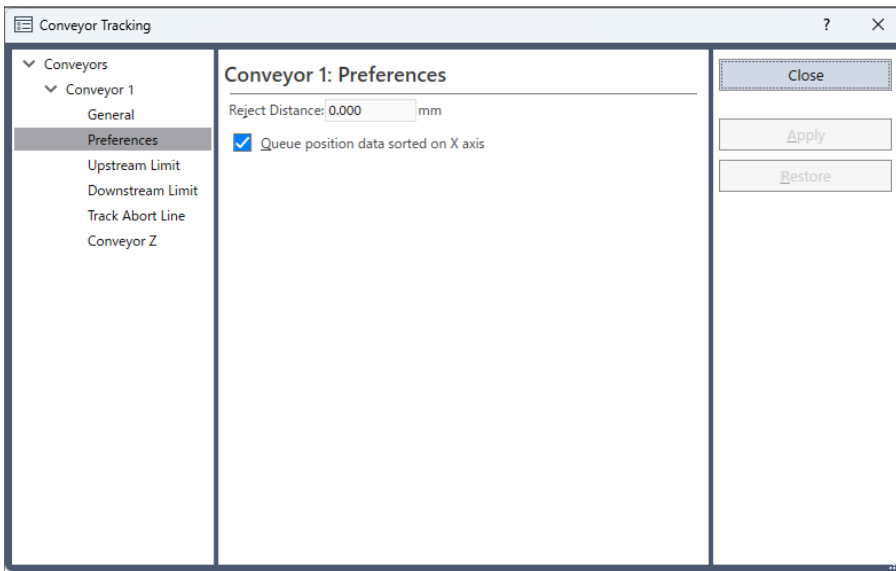 Conveyor Tracking
?
Conveyors
Conveyor 1
General
Preferences
Upstream Limit
Downstream Limit
Track Abort Line
Conveyor Z
Conveyor 1: Preferences
Reject Distance: 0.000 mm
Queue position data sorted on X axis
Close
Apply
Restore